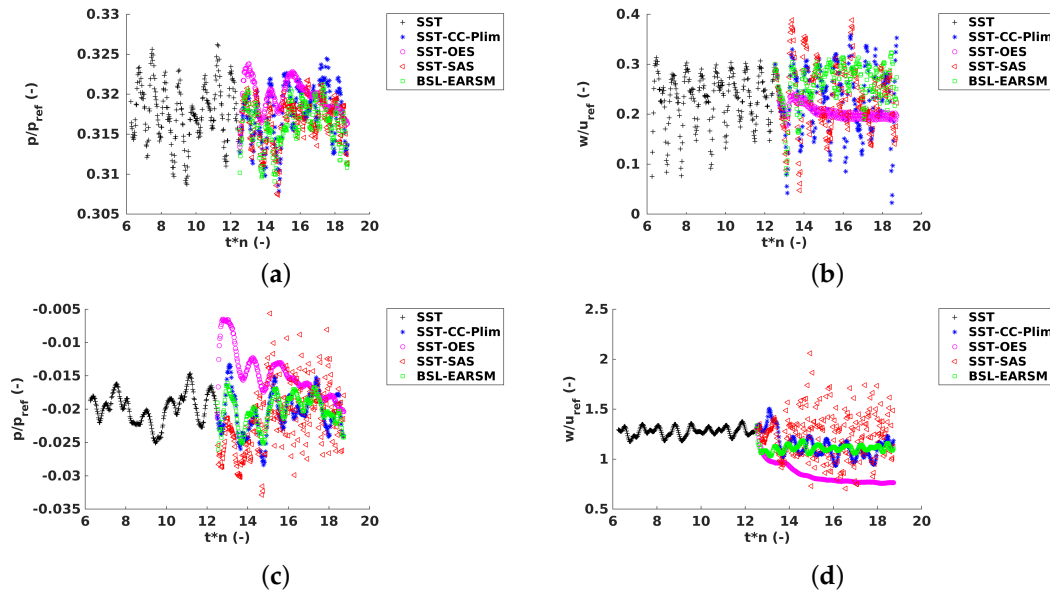 0.33
0.325
0.32
0.315
0.31
0.305
p/p_ref (-)
6 8 10 12 14 16 18 20
t*n (-)
SST
SST-CC-Plim
SST-OES
SST-SAS
BSL-EARSM
(a)
0.4
0.3
0.2
0.1
0
w/u_ref (-)
6 8 10 12 14 16 18 20
t*n (-)
SST
SST-CC-Plim
SST-OES
SST-SAS
BSL-EARSM
(b)
-0.005
-0.01
-0.015
-0.02
-0.025
-0.03
-0.035
p/p_ref (-)
6 8 10 12 14 16 18 20
t*n (-)
SST
SST-CC-Plim
SST-OES
SST-SAS
BSL-EARSM
(c)
2.5
2
1.5
1
0.5
w/u_ref (-)
6 8 10 12 14 16 18 20
t*n (-)
SST
SST-CC-Plim
SST-OES
SST-SAS
BSL-EARSM
(d)